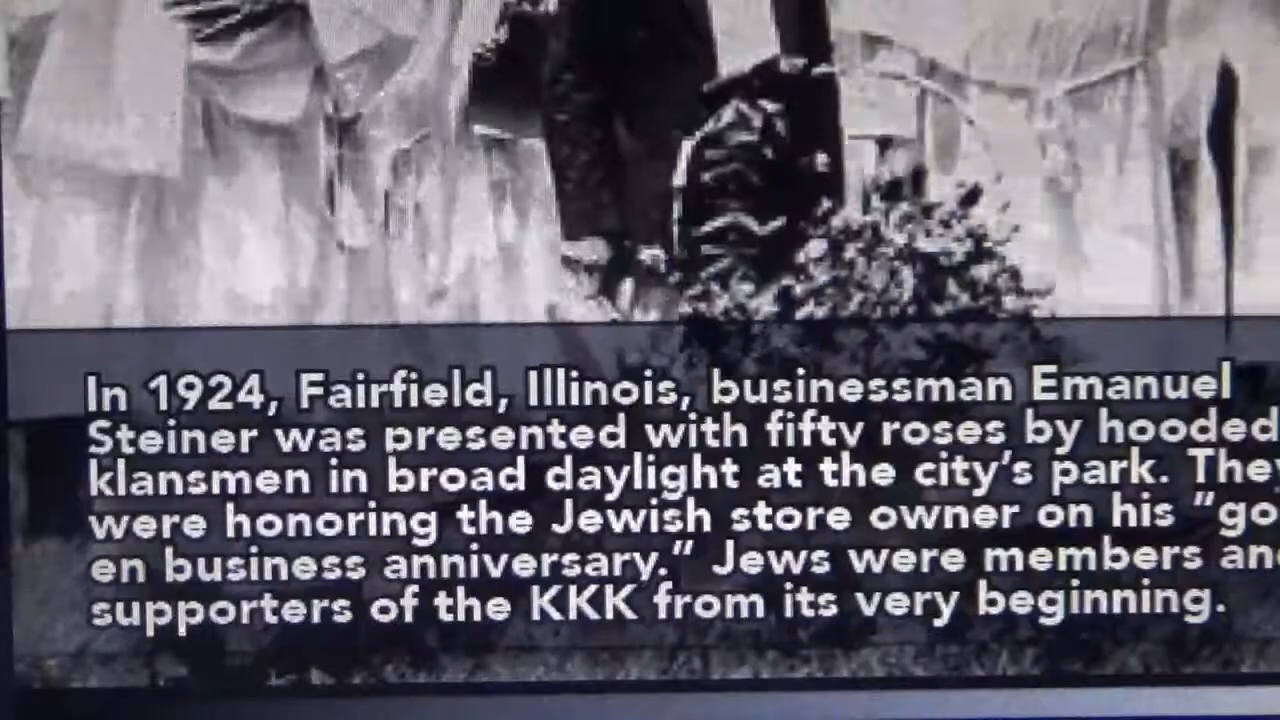 In 1924, Fairfield, Illinois, businessman Emanuel
Steiner was presented with fifty roses by hooded
klansmen in broad daylight at the city's park. The
were honoring the Jewish store owner on his "go
en business anniversary." Jews were members an
supporters of the KKK from its very beginning.